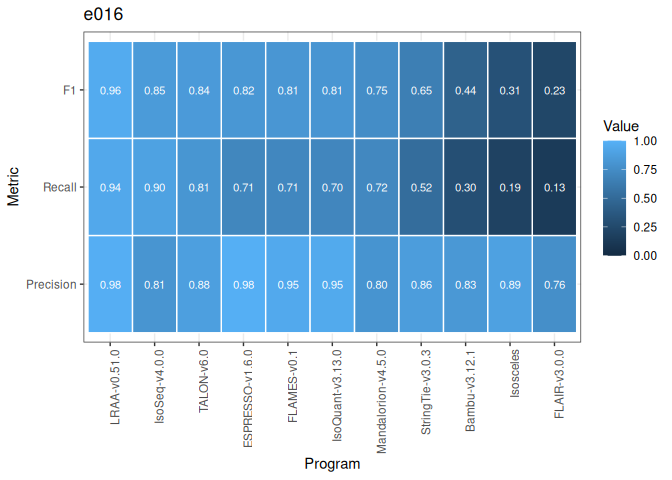 e016
F1 0.96 0.85 0.84 0.82 0.81 0.81 0.75 0.65 0.44 0.31 0.23
Recall 0.94 0.90 0.81 0.71 0.71 0.70 0.72 0.52 0.30 0.19 0.13
Precision 0.98 0.81 0.88 0.98 0.95 0.95 0.80 0.86 0.83 0.89 0.76
Metric
LRAA-v0.51.0
IsoSeq-v4.0.0
TALON-v6.0
ESPRESSO-v1.6.0
FLAMES-v0.1
IsoQuant-v3.13.0
Mandalorion-v4.5.0
StringTie-v3.0.3
Bambu-v3.12.1
Isosceles
FLAIR-v3.0.0
Program
Value
1.00
0.75
0.50
0.25
0.00